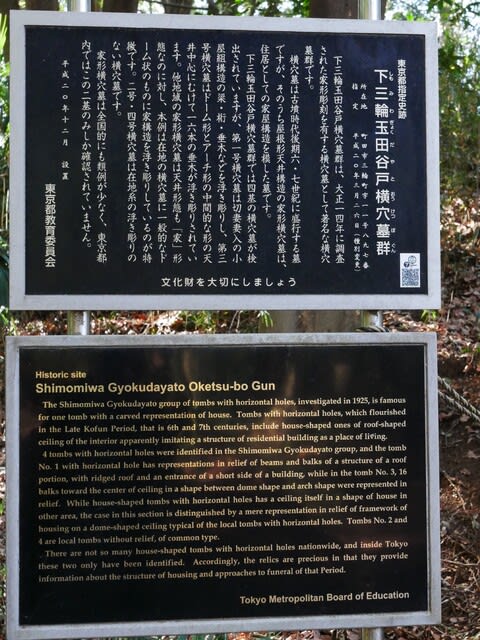 東京都指定史跡
下三輪玉田谷戸横穴墓群
所在地 町田市三輪町一一号八九七番
指定 平成二〇年三月二六日(種別変更)
下三輪玉田谷戸横穴墓群は、大正一四年に調査
された家形彫刻を有する横穴墓として著名な横穴
墓群です。
横穴墓は古墳時代後期六、七世紀に盛行する墓
ですが、そのうち屋根形天井構造の家形横穴墓は、
住居としての家屋構造を模した墓です。
下三輪玉田谷戸横穴墓群では四基の横穴墓が検
出されていますが、第一号横穴墓は切妻妻入の小
屋組構造の梁・桁・垂木などを浮き彫りし、第三
号横穴墓はドーム形とアーチ形の中間的な形の天
井中心にむけて一六本の垂木が浮き彫りされてい
ます。他地域の家形横穴墓は天井形態も「家」形
態なのに対し、本例は在地の横穴墓に一般的なド
ーム状のものに家構造を浮き彫りしているのが特
徴です。二号・四号横穴墓は在地系の浮き彫りの
ない横穴墓です。
家形横穴墓は全国的にも類例が少なく、東京都
内ではこの二基のみしか確認されていません。
平成二〇年十二月 設置
東京都教育委員会
文化財を大切にしましょう
Historic site
Shimomiwa Gyokudayato Oketsu-bo Gun
The Shimomiwa Gyokudayato group of tombs with horizontal holes, investigated in 1925, is famous
for one tomb with a carved representation of house. Tombs with horizontal holes, which flourished
in the Late Kofun Period, that is 6th and 7th centuries, include house-shaped ones of roof-shaped
ceiling of the interior apparently imitating a structure of residential building as a place of living.
4 tombs with horizontal holes were identified in the Shimomiwa Gyokudayato group, and the tomb
No. 1 with horizontal hole has representations in relief of beams and balks of a structure of a roof
portion, with ridged roof and an entrance of a short side of a building, while in the tomb No. 3, 16
balks toward the center of ceiling in a shape between dome shape and arch shape were represented in
relief. While house-shaped tombs with horizontal holes has a ceiling itself in a shape of house in
other area, the case in this section is distinguished by a mere representation in relief of framework of
housing on a dome-shaped ceiling typical of the local tombs with horizontal holes. Tombs No. 2 and
4 are local tombs without relief, of common type.
There are not so many house-shaped tombs with horizontal holes nationwide, and inside Tokyo
these two only have been identified. Accordingly, the relics are precious in that they provide
information about the structure of housing and approaches to funeral of that Period.
Tokyo Metropolitan Board of Education